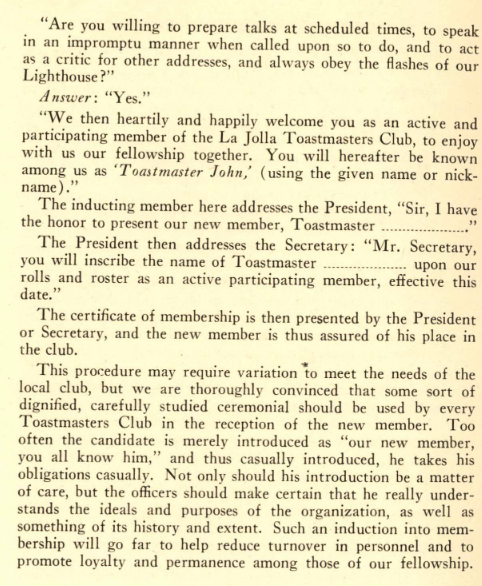 "Are you willing to prepare talks at scheduled times, to speak
in an impromptu manner when called upon so to do, and to act
as a critic for other addresses, and always obey the flashes of our
Lighthouse?"
Answer: "Yes."
"We then heartily and happily welcome you as an active and
participating member of the La Jolla Toastmasters Club, to enjoy
with us our fellowship together. You will hereafter be known
among us as 'Toastmaster John,' (using the given name or nick-
name)."
The inducting member here addresses the President, "Sir, I have
the honor to present our new member, Toastmaster ...................."
The President then addresses the Secretary: "Mr. Secretary,
you will inscribe the name of Toastmaster .................... upon our
rolls and roster as an active participating member, effective this
date."
The certificate of membership is then presented by the President
or Secretary, and the new member is thus assured of his place in
the club.
This procedure may require variation to meet the needs of the
local club, but we are thoroughly convinced that some sort of
dignified, carefully studied ceremonial should be used by every
Toastmasters Club in the reception of the new member. Too
often the candidate is merely introduced as "our new member,
you all know him," and thus casually introduced, he takes his
obligations casually. Not only should his introduction be a matter
of care, but the officers should make certain that he really under-
stands the ideals and purposes of the organization, as well as
something of its history and extent. Such an induction into mem-
bership will go far to help reduce turnover in personnel and to
promote loyalty and permanence among those of our fellowship.